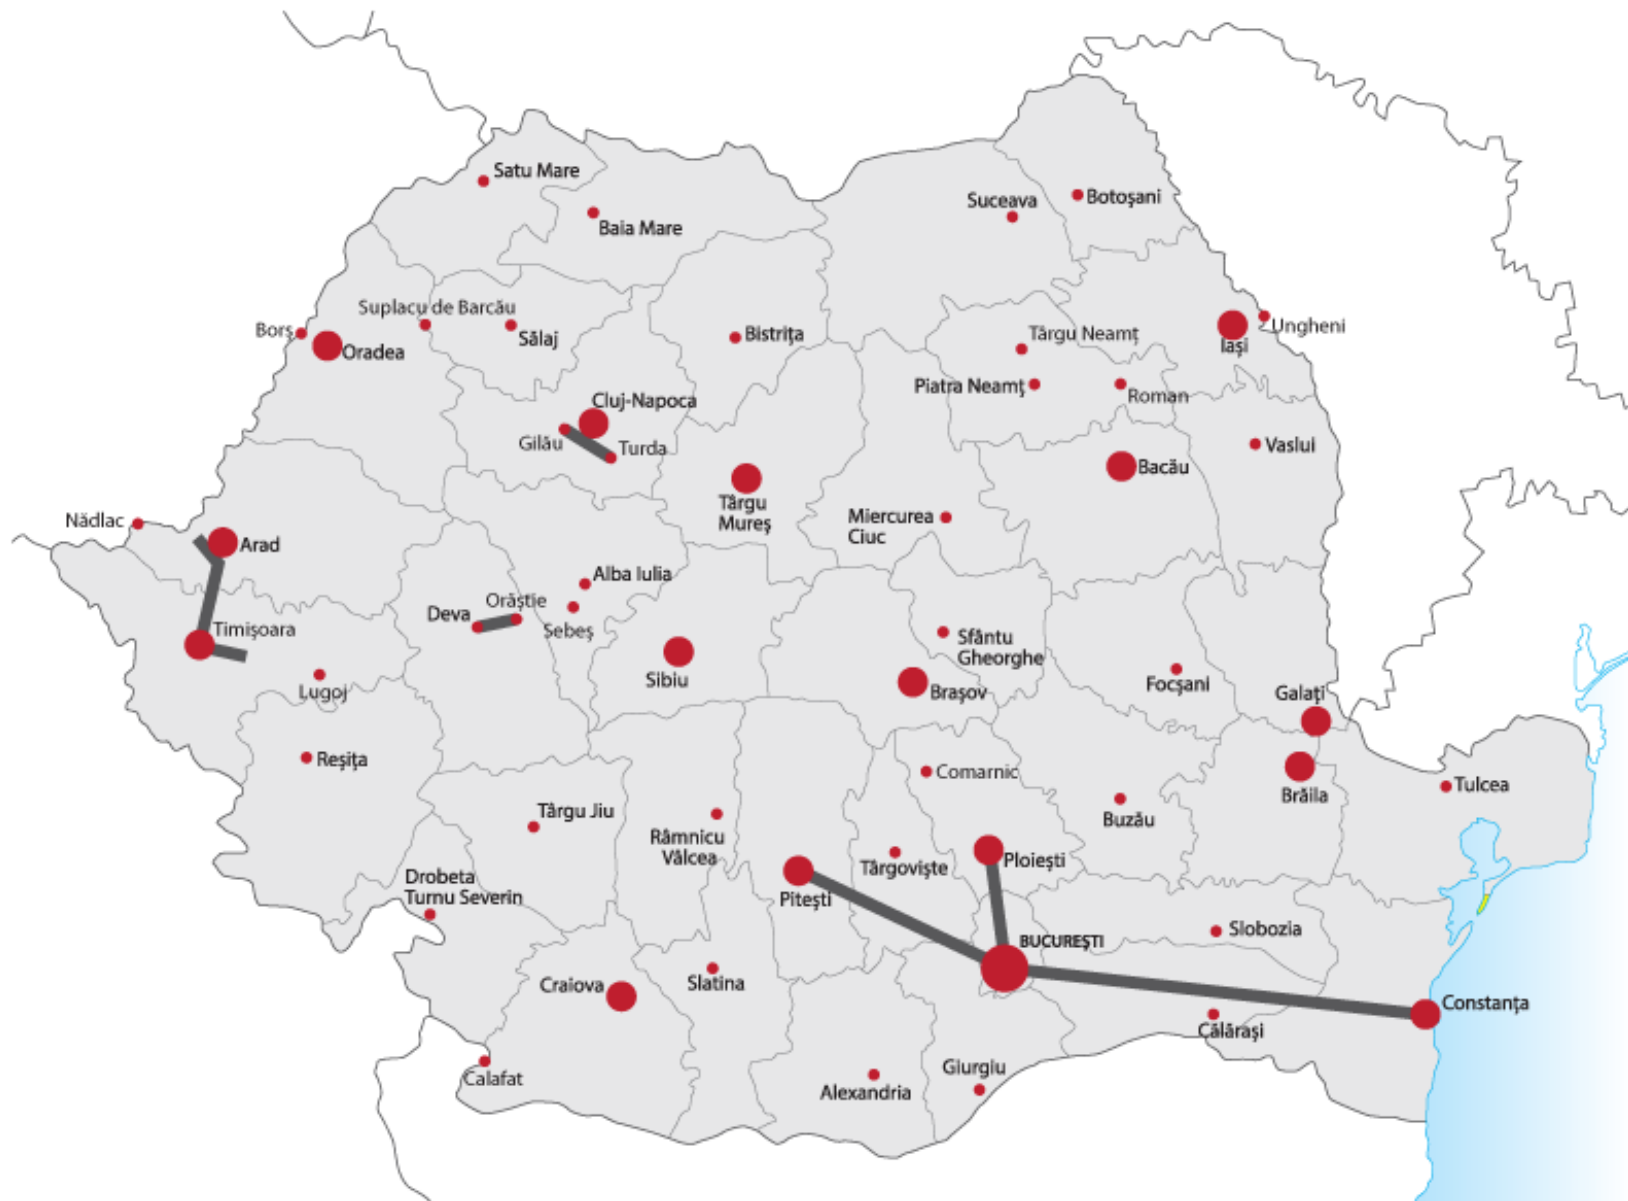 Satu Mare
Baia Mare
Suceava
Botoşani
Suplacu de Barcău
Borş
Oradea
Sălaj
Bistriţa
Târgu Neamţ
Iaşi
Ungheni
Piatra Neamţ
Roman
Cluj-Napoca
Gilău
Turda
Vaslui
Bacău
Târgu
Mureş
Miercurea
Ciuc
Nădlac
Arad
Alba Iulia
Orăştie
Deva
Sebeş
Timişoara
Lugoj
Sibiu
Sfântu
Gheorghe
Braşov
Focşani
Galaţi
Reşiţa
Comarnic
Brăila
Tulcea
Târgu Jiu
Râmnicu
Vâlcea
Buzău
Târgovişte
Ploieşti
Piteşti
Drobeta
Turnu Severin
BUCUREŞTI
Slobozia
Craiova
Slatina
Constanţa
Călăraşi
Calafat
Alexandria
Giurgiu